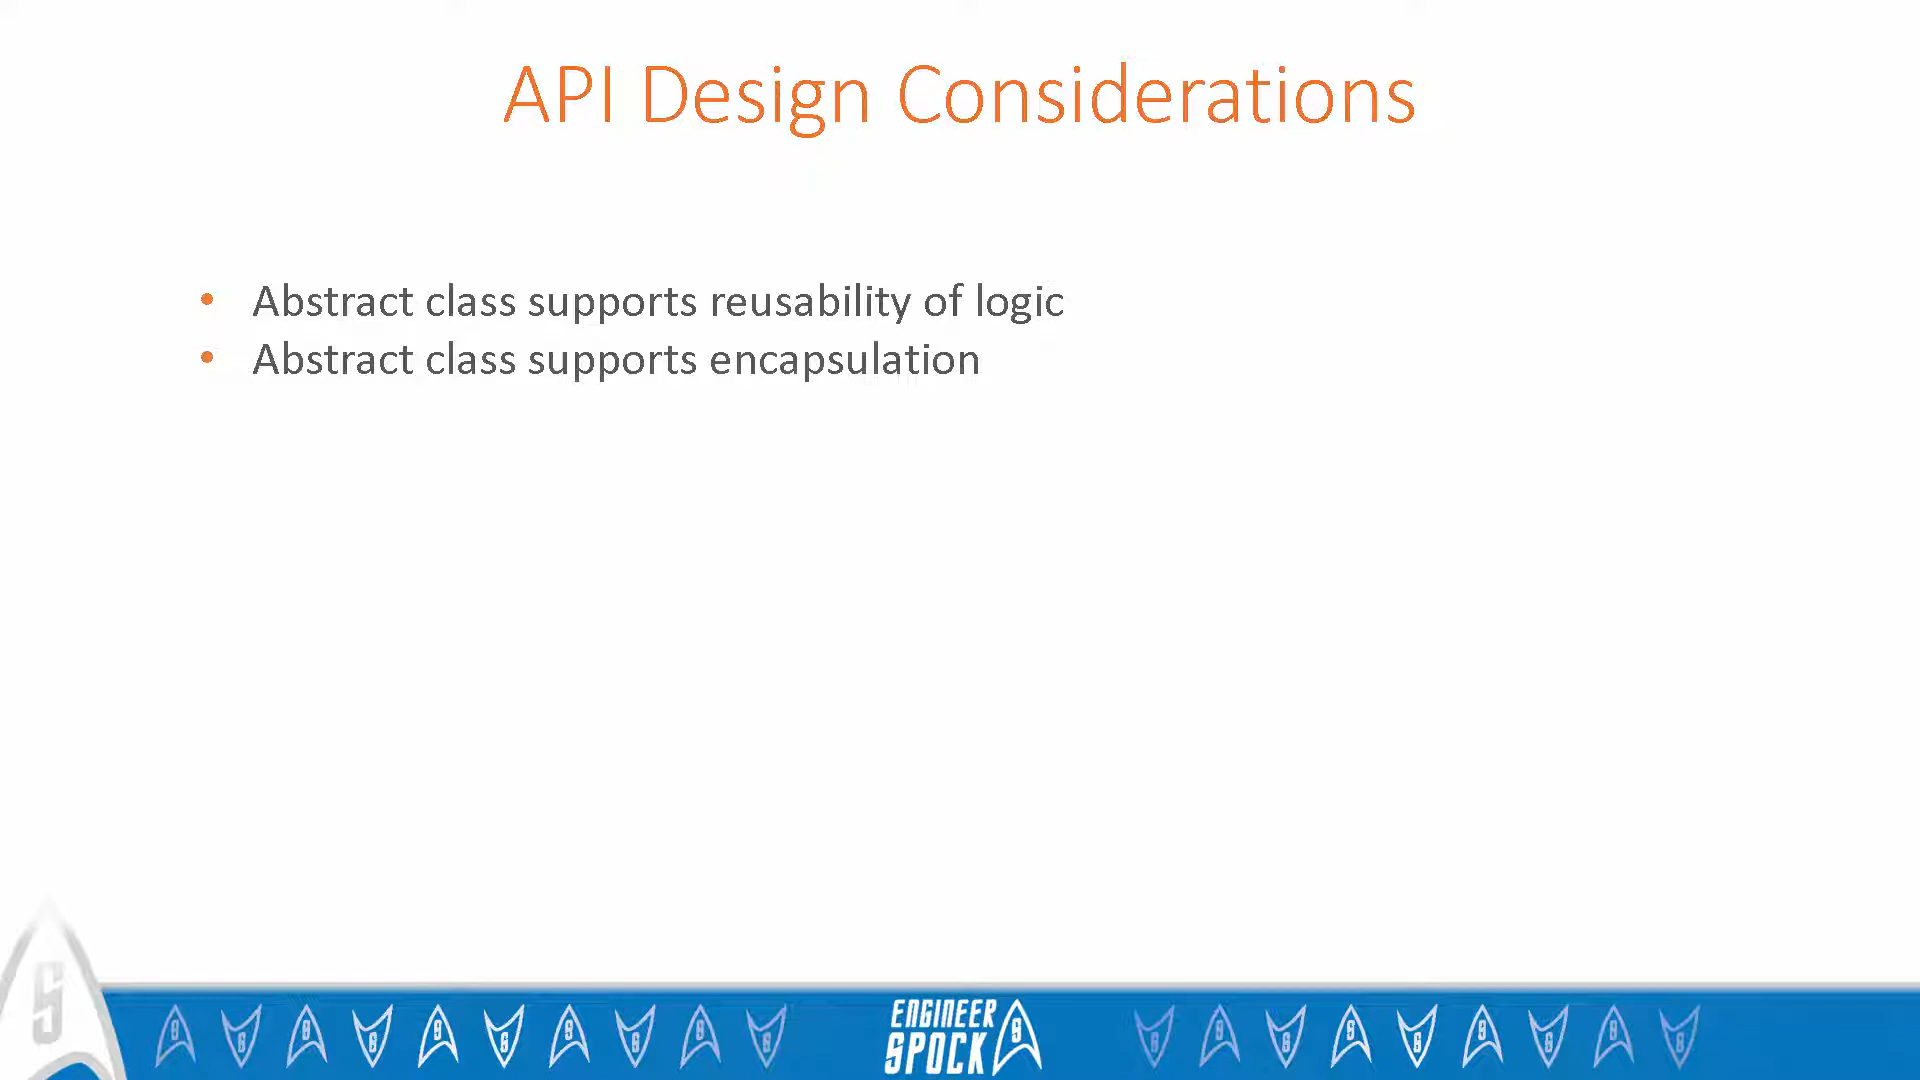 API Design Considerations
• Abstract class supports reusability of logic
• Abstract class supports encapsulation
ENGINEER
SPOCK